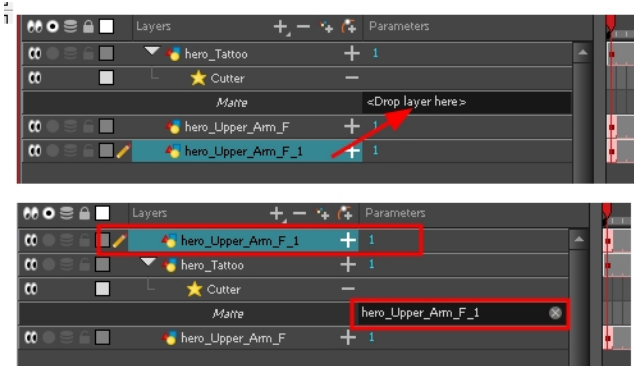 Layers Parameters
hero_Tattoo 1
Cutter
Matte <Drop layer here>
hero_Upper_Arm_F 1
hero_Upper_Arm_F_1 1
Layers Parameters
hero_Upper_Arm_F_1 1
hero_Tattoo 1
Cutter
Matte hero_Upper_Arm_F_1
hero_Upper_Arm_F 1